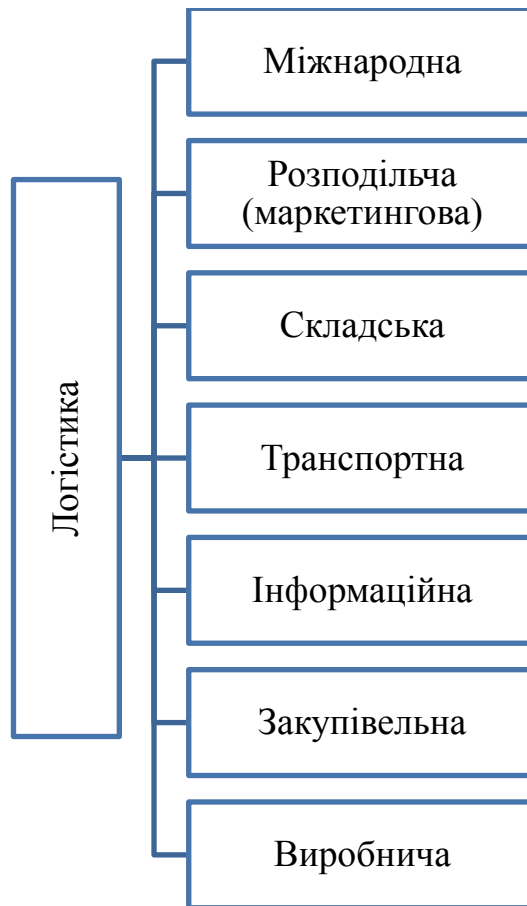 Логістика
Міжнародна
Розподільча
(маркетингова)
Складська
Транспортна
Інформаційна
Закупівельна
Виробнича